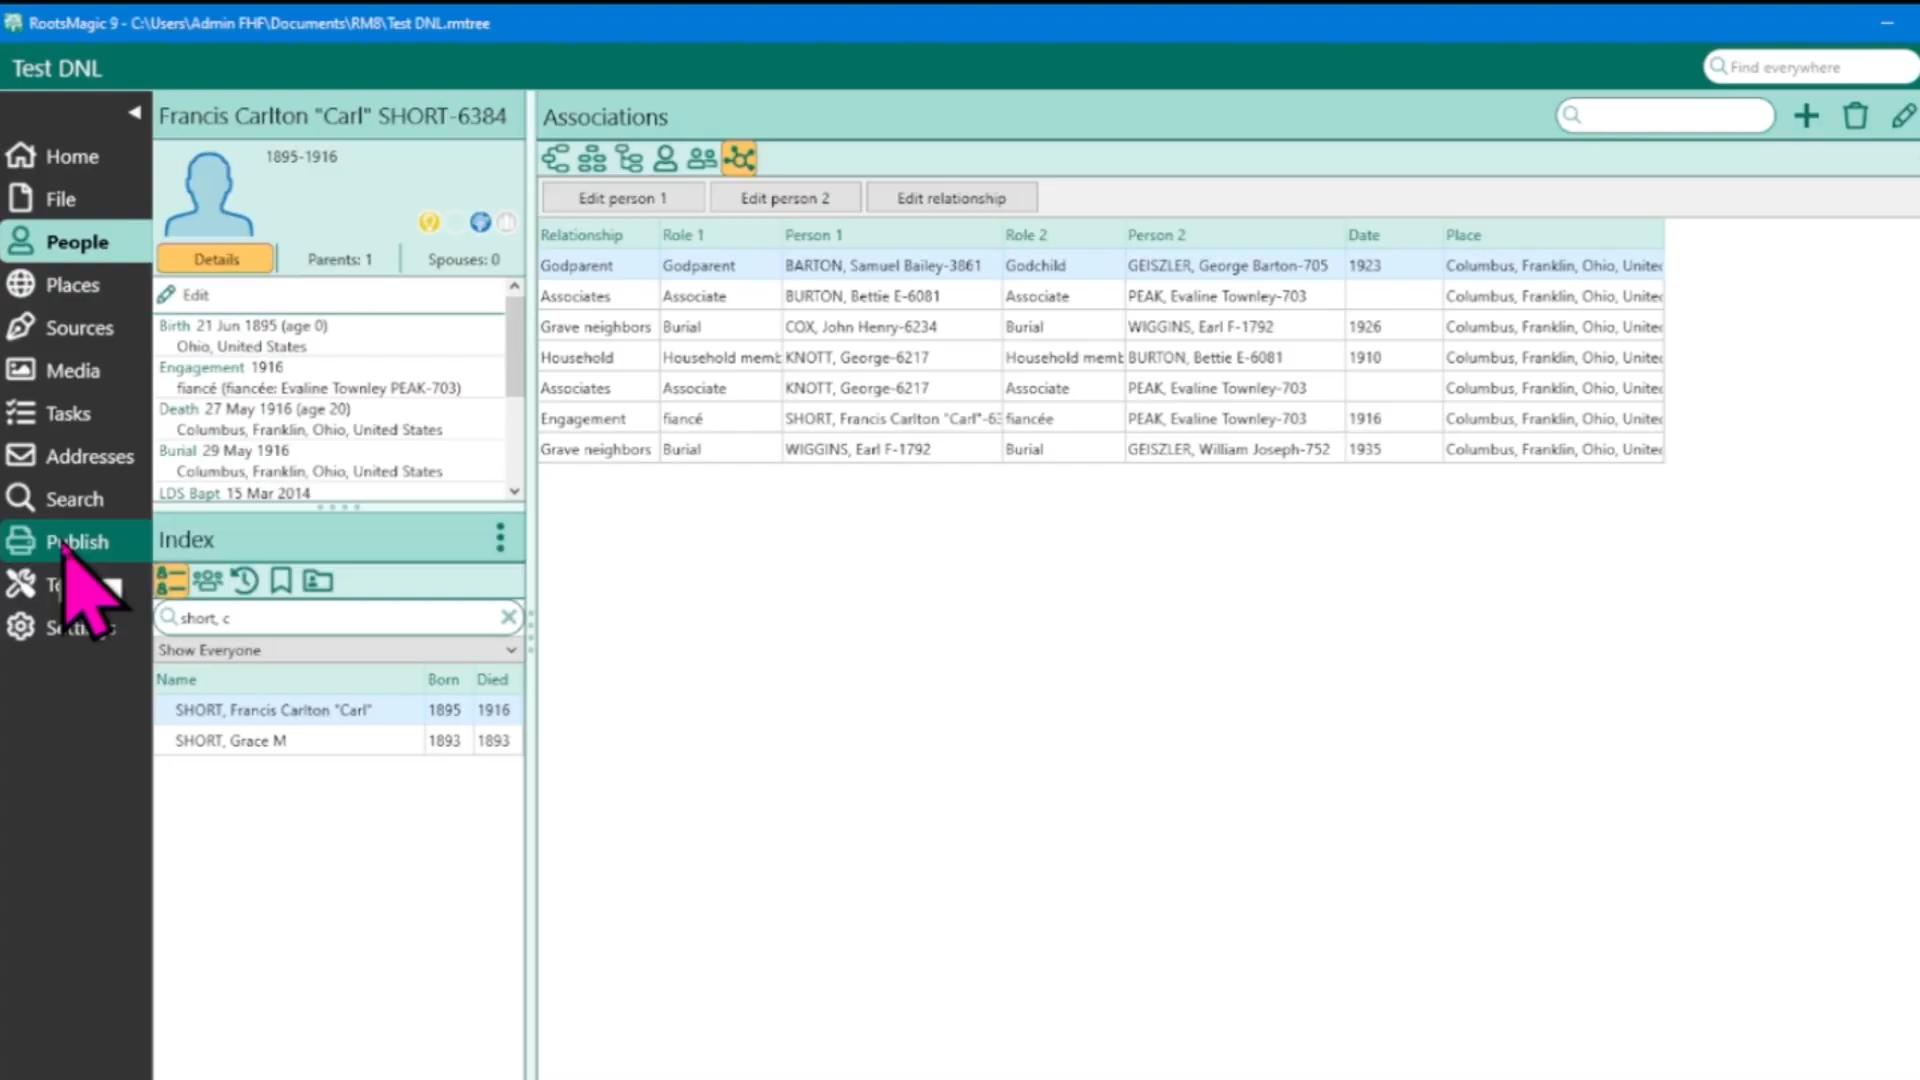 RootsMagic 9 - C:\Users\Admin FHF\Documents\RM8\Test DNL.rmtree
Test DNL
Find everywhere
Home
File
People
Places
Sources
Media
Tasks
Addresses
Search
Publish
Francis Carlton "Carl" SHORT-6384
1895-1916
Details
Parents: 1
Spouses: 0
Edit
Birth 21 Jun 1895 (age 0)
Ohio, United States
Engagement 1916
fiancé (fiancée: Evaline Townley PEAK-703)
Death 27 May 1916 (age 20)
Columbus, Franklin, Ohio, United States
Burial 29 May 1916
Columbus, Franklin, Ohio, United States
LDS Bapt 15 Mar 2014
Index
short, c
Show Everyone
Name Born Died
SHORT, Francis Carlton "Carl" 1895 1916
SHORT, Grace M 1893 1893
Associations
Edit person 1 Edit person 2 Edit relationship
Relationship Role 1 Person 1 Role 2 Person 2 Date Place
Godparent Godparent BARTON, Samuel Bailey-3861 Godchild GEISZLER, George Barton-705 1923 Columbus, Franklin, Ohio, United
Associates Associate BURTON, Bettie E-6081 Associate PEAK, Evaline Townley-703 Columbus, Franklin, Ohio, United
Grave neighbors Burial COX, John Henry-6234 Burial WIGGINS, Earl F-1792 1926 Columbus, Franklin, Ohio, United
Household Household memb KNOTT, George-6217 Household memb BURTON, Bettie E-6081 1910 Columbus, Franklin, Ohio, United
Associates Associate KNOTT, George-6217 Associate PEAK, Evaline Townley-703 Columbus, Franklin, Ohio, United
Engagement fiancé SHORT, Francis Carlton "Carl"-63 fiancée PEAK, Evaline Townley-703 1916 Columbus, Franklin, Ohio, United
Grave neighbors Burial WIGGINS, Earl F-1792 Burial GEISZLER, William Joseph-752 1935 Columbus, Franklin, Ohio, United